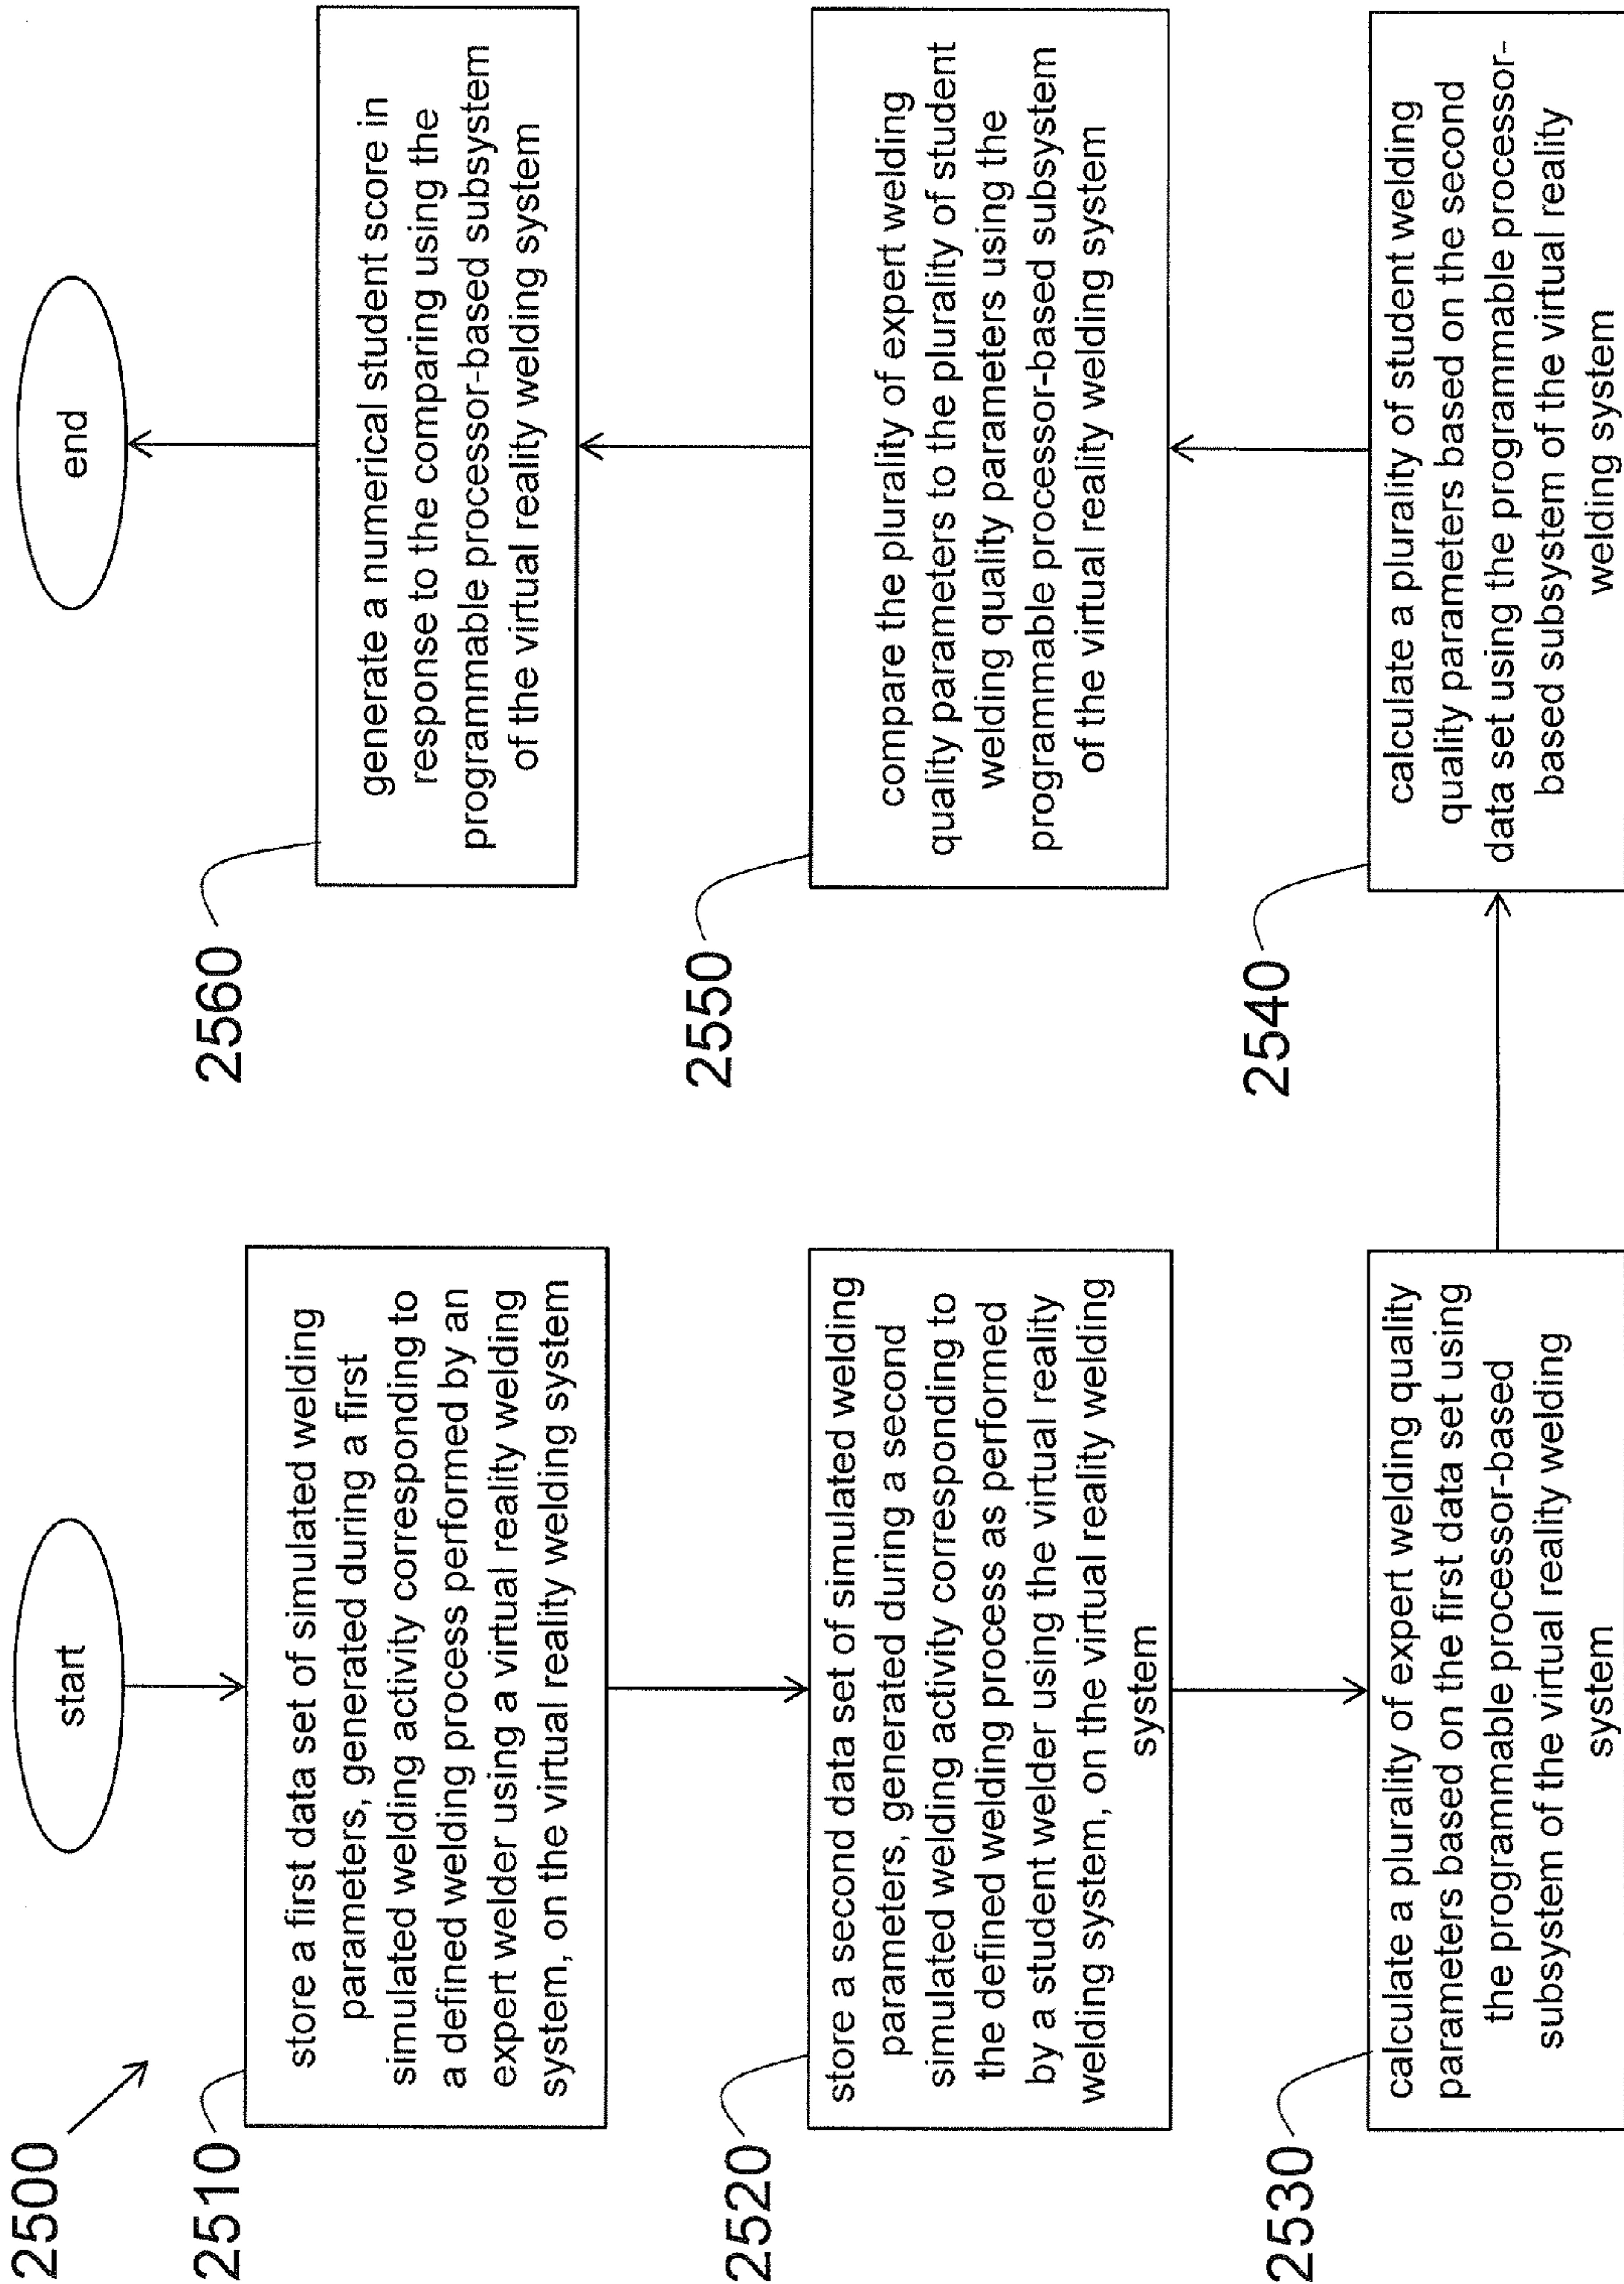 2500
start
2510
store a first data set of simulated welding
parameters, generated during a first
simulated welding activity corresponding to
a defined welding process performed by an
expert welder using a virtual reality welding
system, on the virtual reality welding system
2520
store a second data set of simulated welding
parameters, generated during a second
simulated welding activity corresponding to
the defined welding process as performed
by a student welder using the virtual reality
welding system, on the virtual reality welding
system
2530
calculate a plurality of expert welding quality
parameters based on the first data set using
the programmable processor-based
subsystem of the virtual reality welding
system
2540
calculate a plurality of student welding
quality parameters based on the second
data set using the programmable processor-
based subsystem of the virtual reality
welding system
2550
compare the plurality of expert welding
quality parameters to the plurality of student
welding quality parameters using the
programmable processor-based subsystem
of the virtual reality welding system
2560
generate a numerical student score in
response to the comparing using the
programmable processor-based subsystem
of the virtual reality welding system
end